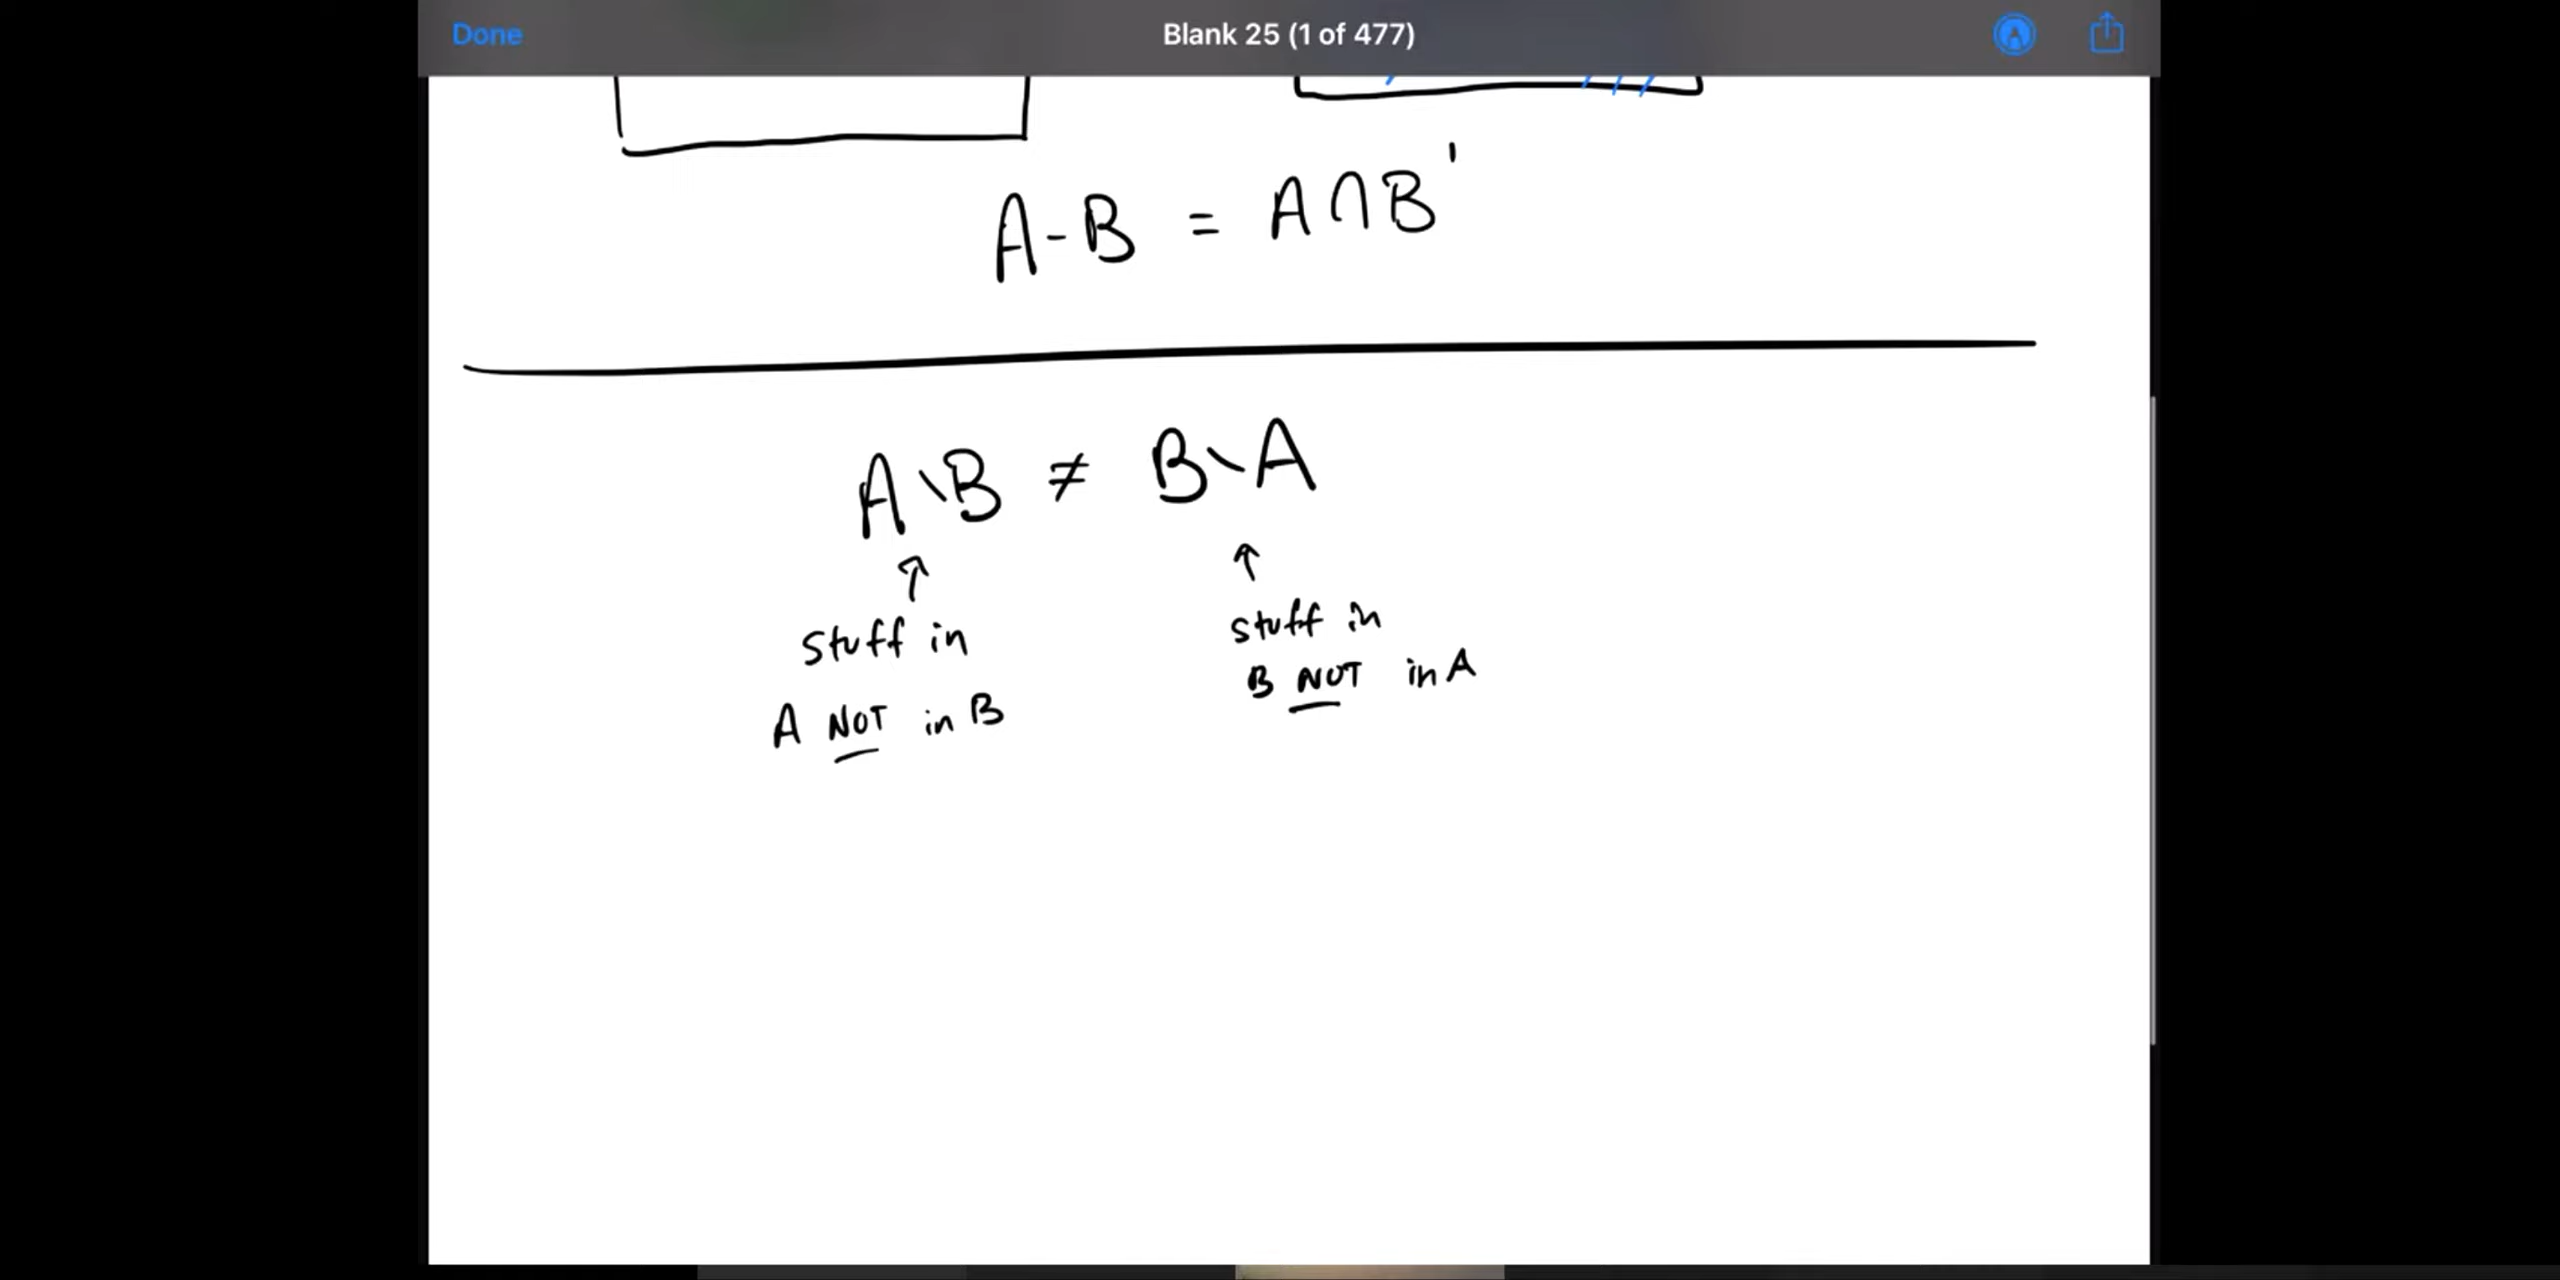 Done
Blank 25 (1 of 477)
A - B = A ∩ B'
A \ B ≠ B \ A
↑ ↑
stuff in
A NOT in B
stuff in
B NOT in A